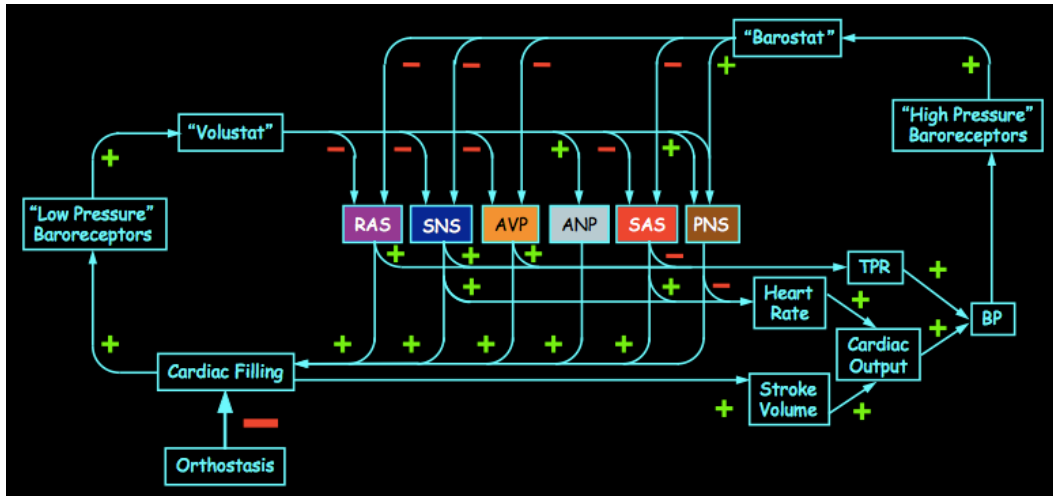 "Barostat"
"Volustat"
"High Pressure"
Baroreceptors
"Low Pressure"
Baroreceptors
RAS
SNS
AVP
ANP
SAS
PNS
TPR
Heart
Rate
BP
Cardiac
Output
Cardiac Filling
Stroke
Volume
Orthostasis